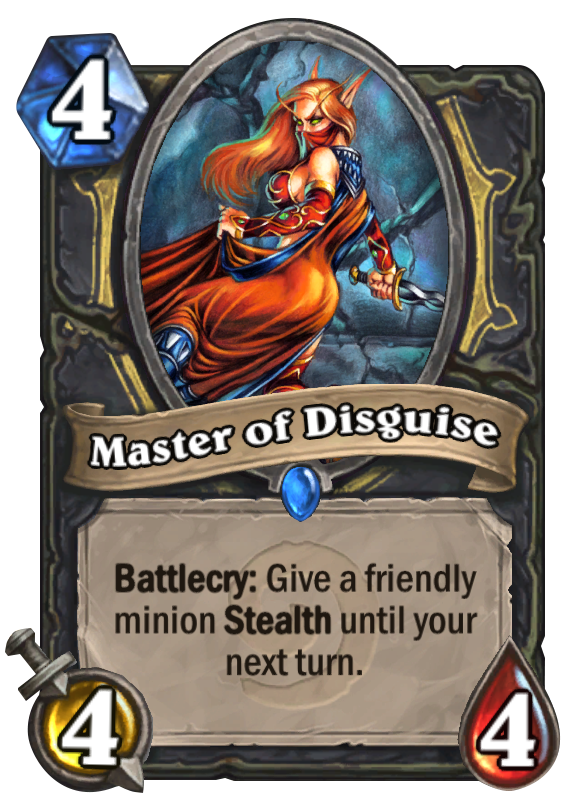 4
Master of Disguise
Battlecry: Give a friendly
minion Stealth until your
next turn.
4
4